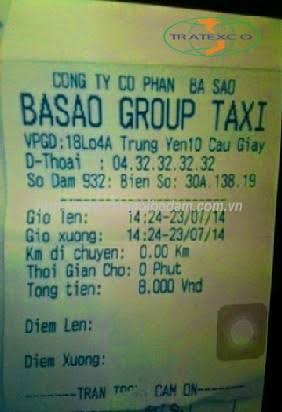 TRATEXCO
CONG TY CO PHAN BA SAO
BASAO GROUP TAXI
VPGD:18Lo4A Trung Yen10 Cau Giay
D-Thoai : 04.32.32.32.32
So Dam 932: Bien So: 30A.138.19
Gio len: 14:24-23/07/14
Gio xuong: 14:24-23/07/14
Km di chuyen: 0.00 Km
Thoi Gian Cho: 0 Phut
Tong tien: 8.000 Vnd
Diem Len:
Diem Xuong:
TRAN CAM ON